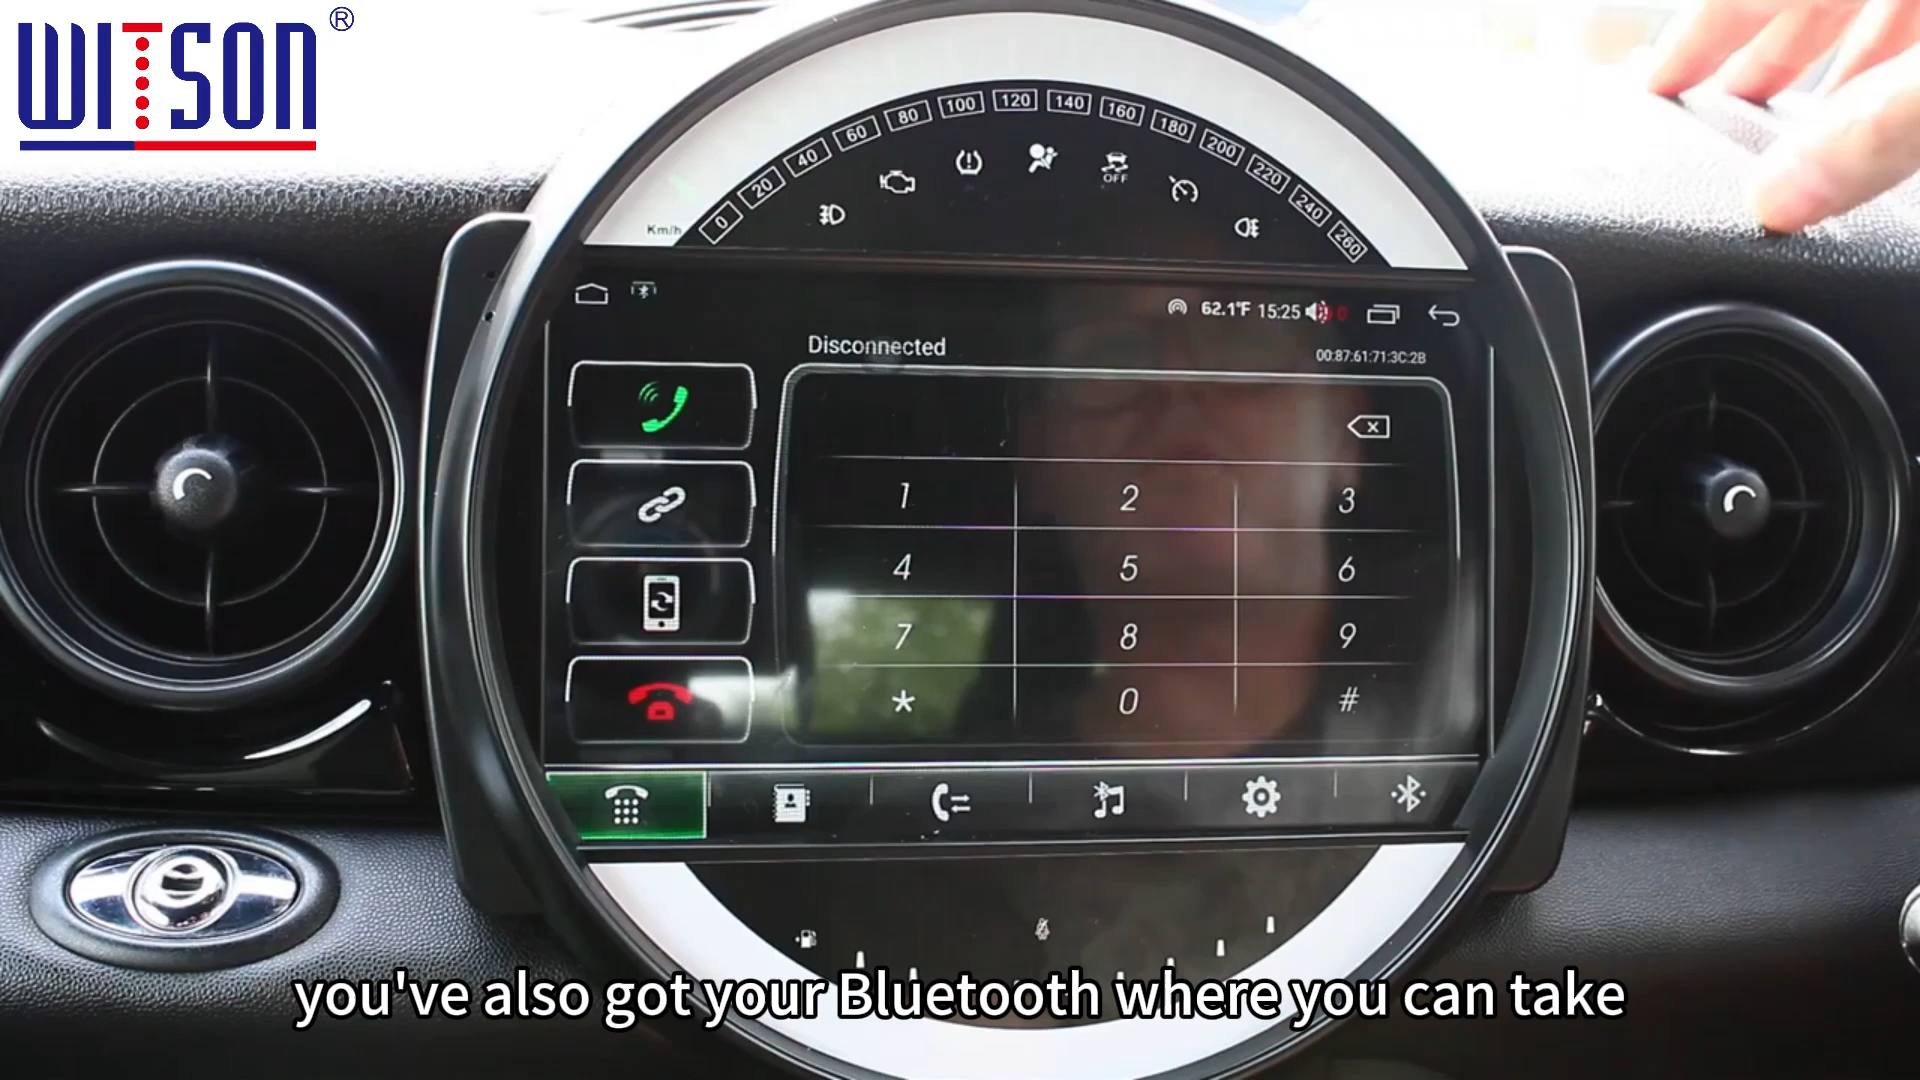 WITSON®
0 20 40 60 80 100 120 140 160 180 200 220 240 260
OFF
Km/h
62.1°F 15:25
Disconnected
00:87:61:71:3C:2B
1 2 3
4 5 6
7 8 9
* 0 #
you've also got your Bluetooth where you can take